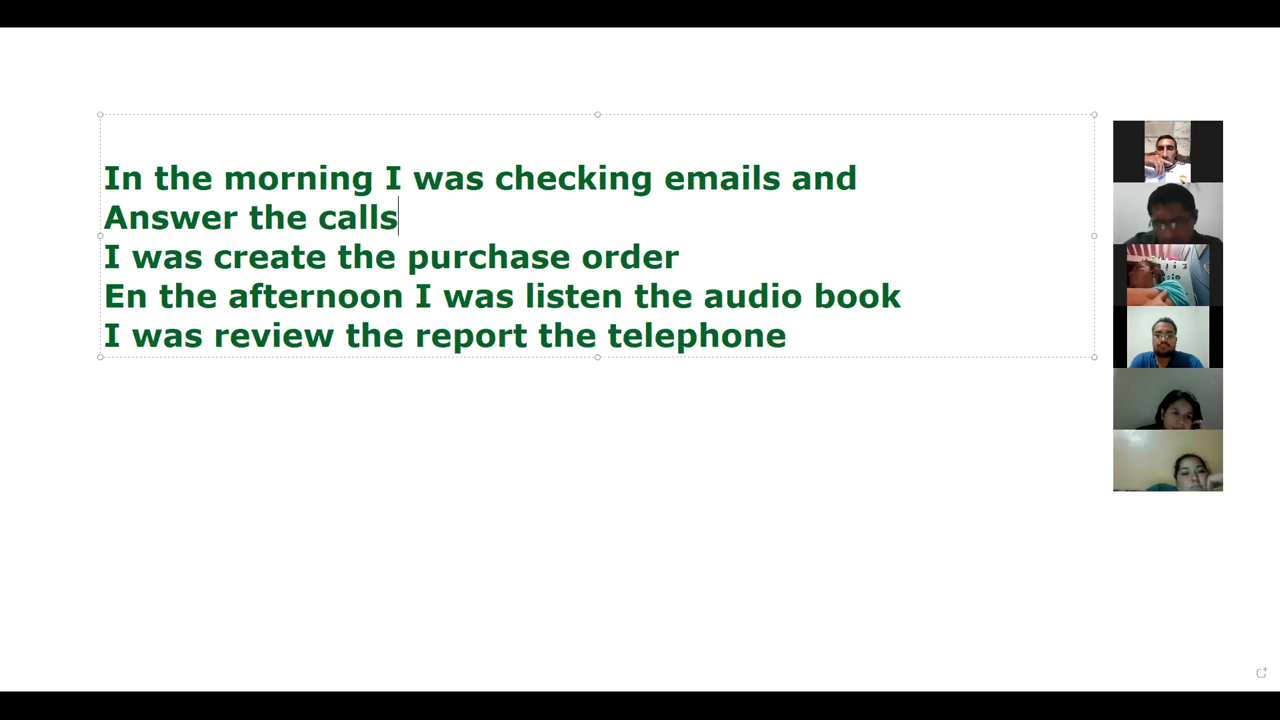 In the morning I was checking emails and
Answer the calls
I was create the purchase order
En the afternoon I was listen the audio book
I was review the report the telephone